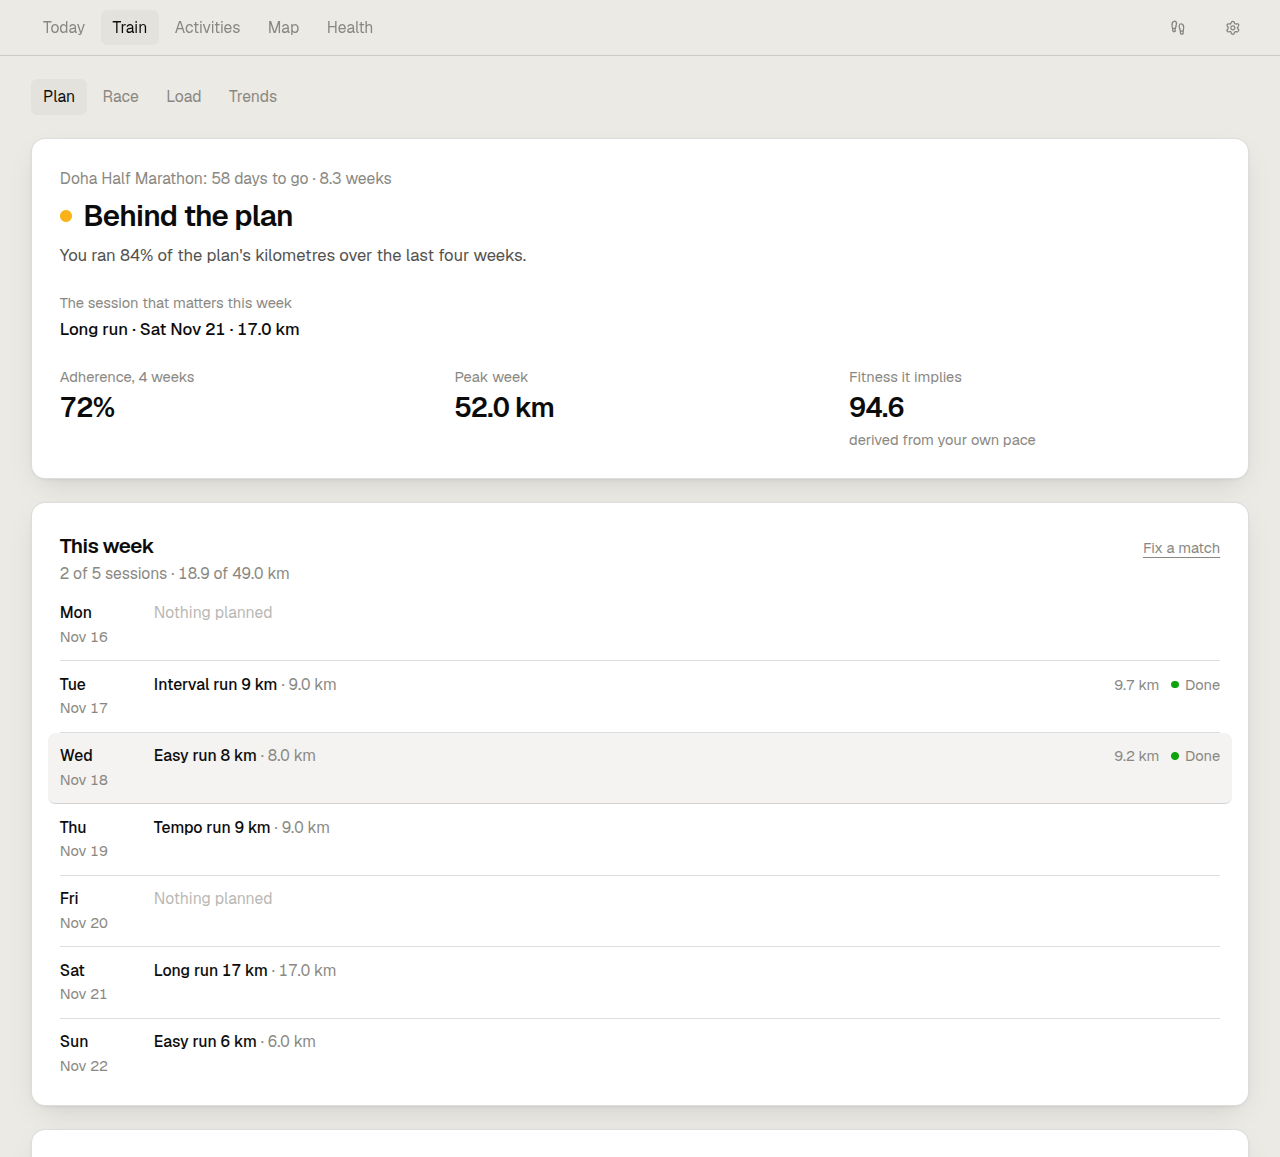 Today Train Activities Map Health
Plan Race Load Trends
Doha Half Marathon: 58 days to go · 8.3 weeks
Behind the plan
You ran 84% of the plan's kilometres over the last four weeks.
The session that matters this week
Long run · Sat Nov 21 · 17.0 km
Adherence, 4 weeks
72%
Peak week
52.0 km
Fitness it implies
94.6
derived from your own pace
This week
Fix a match
2 of 5 sessions · 18.9 of 49.0 km
Mon Nothing planned
Nov 16
Tue Interval run 9 km · 9.0 km 9.7 km Done
Nov 17
Wed Easy run 8 km · 8.0 km 9.2 km Done
Nov 18
Thu Tempo run 9 km · 9.0 km
Nov 19
Fri Nothing planned
Nov 20
Sat Long run 17 km · 17.0 km
Nov 21
Sun Easy run 6 km · 6.0 km
Nov 22